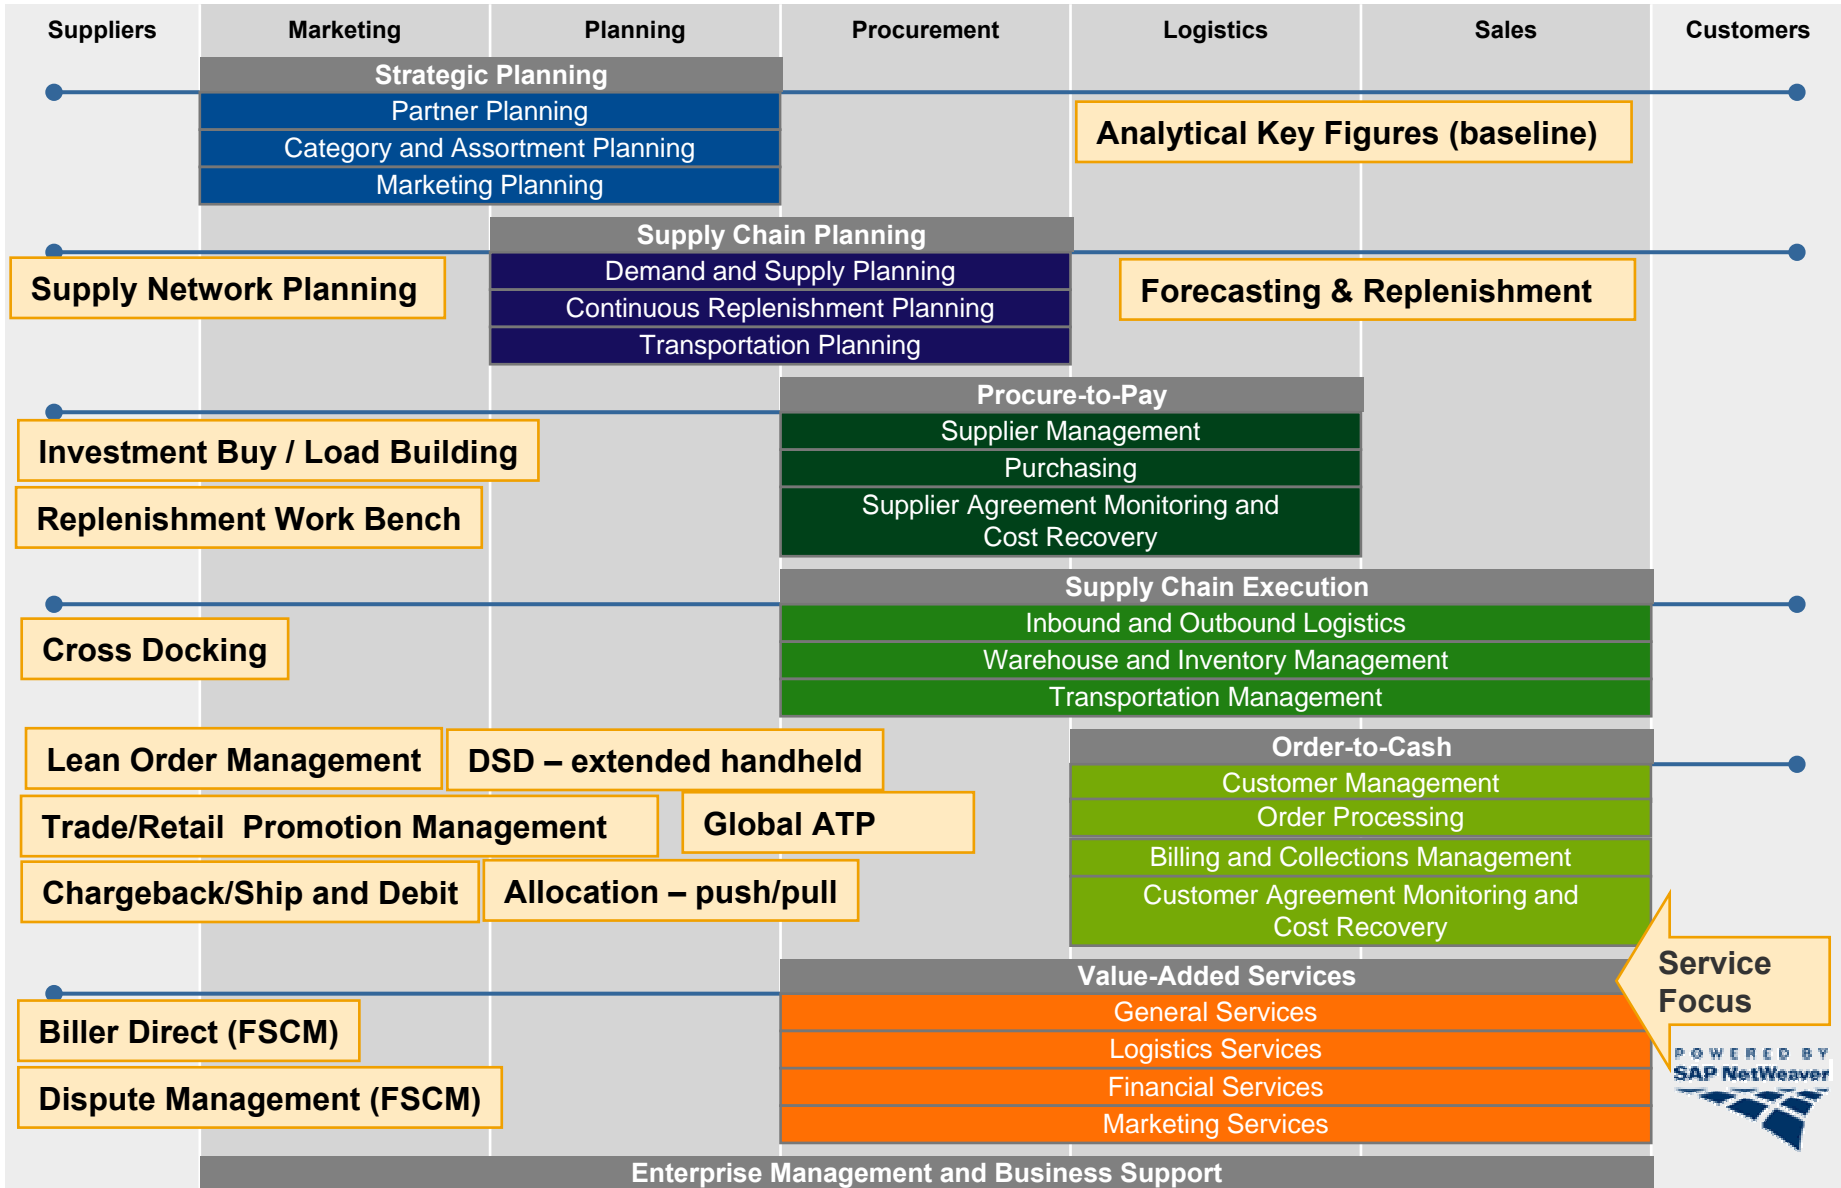 Suppliers
Marketing
Planning
Procurement
Logistics
Sales
Customers
Strategic Planning
Partner Planning
Category and Assortment Planning
Marketing Planning
Analytical Key Figures (baseline)
Supply Chain Planning
Demand and Supply Planning
Continuous Replenishment Planning
Transportation Planning
Supply Network Planning
Forecasting & Replenishment
Procure-to-Pay
Supplier Management
Purchasing
Supplier Agreement Monitoring and
Cost Recovery
Investment Buy / Load Building
Replenishment Work Bench
Supply Chain Execution
Inbound and Outbound Logistics
Warehouse and Inventory Management
Transportation Management
Cross Docking
Lean Order Management
DSD – extended handheld
Trade/Retail  Promotion Management
Global ATP
Chargeback/Ship and Debit
Allocation – push/pull
Order-to-Cash
Customer Management
Order Processing
Billing and Collections Management
Customer Agreement Monitoring and
Cost Recovery
Value-Added Services
General Services
Logistics Services
Financial Services
Marketing Services
Service
Focus
Biller Direct (FSCM)
Dispute Management (FSCM)
POWERED BY
SAP NetWeaver
Enterprise Management and Business Support